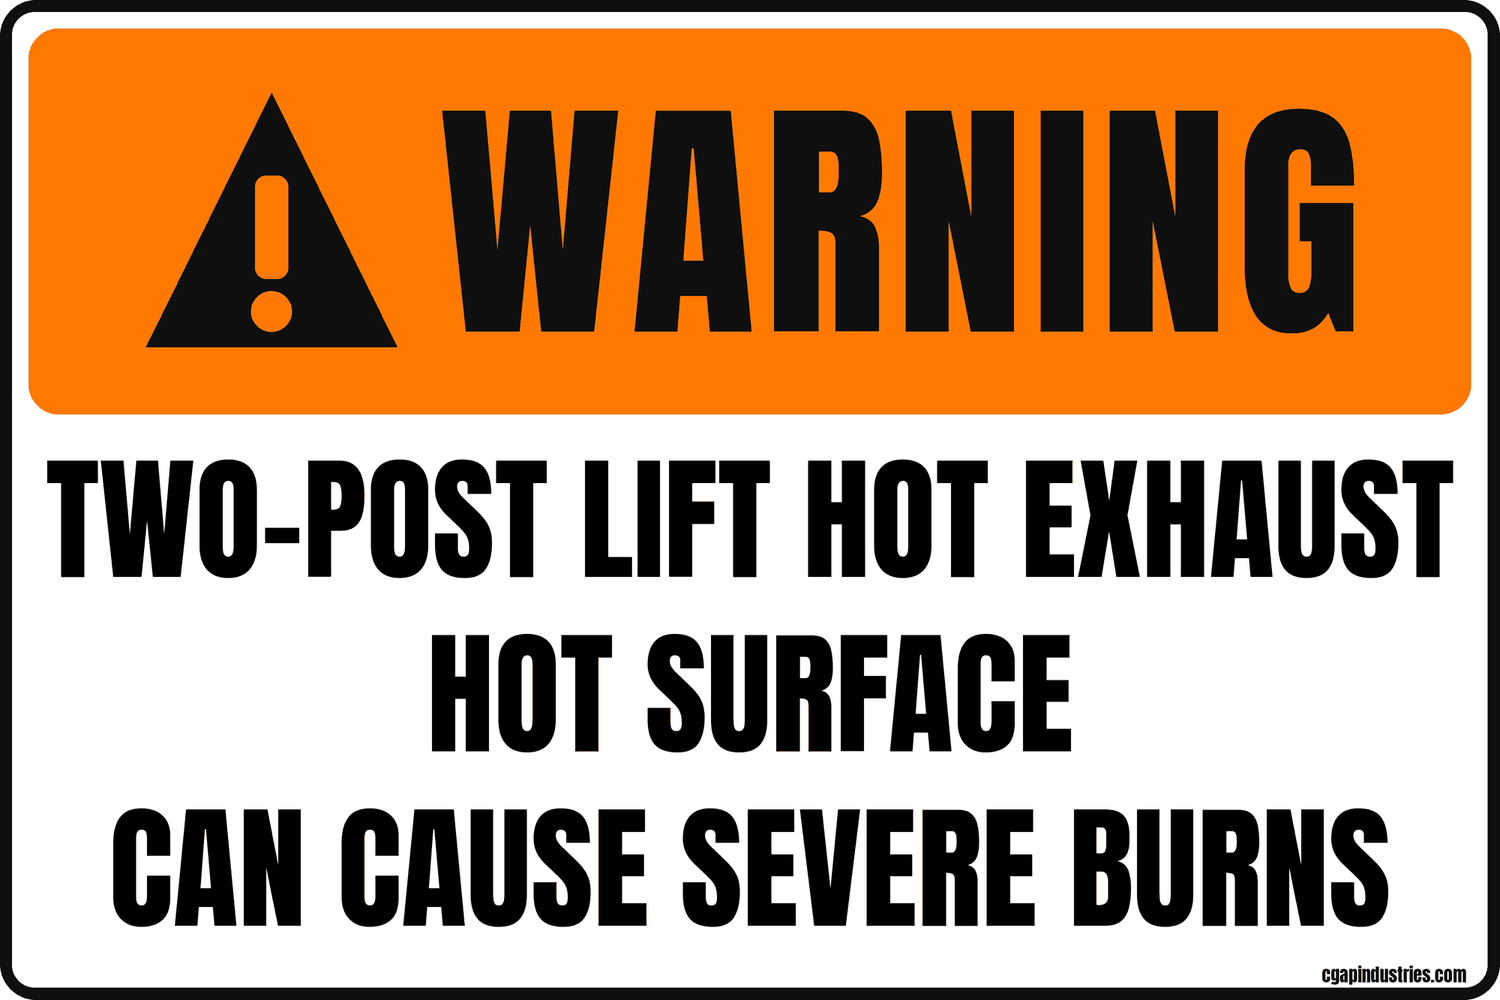 WARNING
TWO-POST LIFT HOT EXHAUST
HOT SURFACE
CAN CAUSE SEVERE BURNS
cgapindustries.com